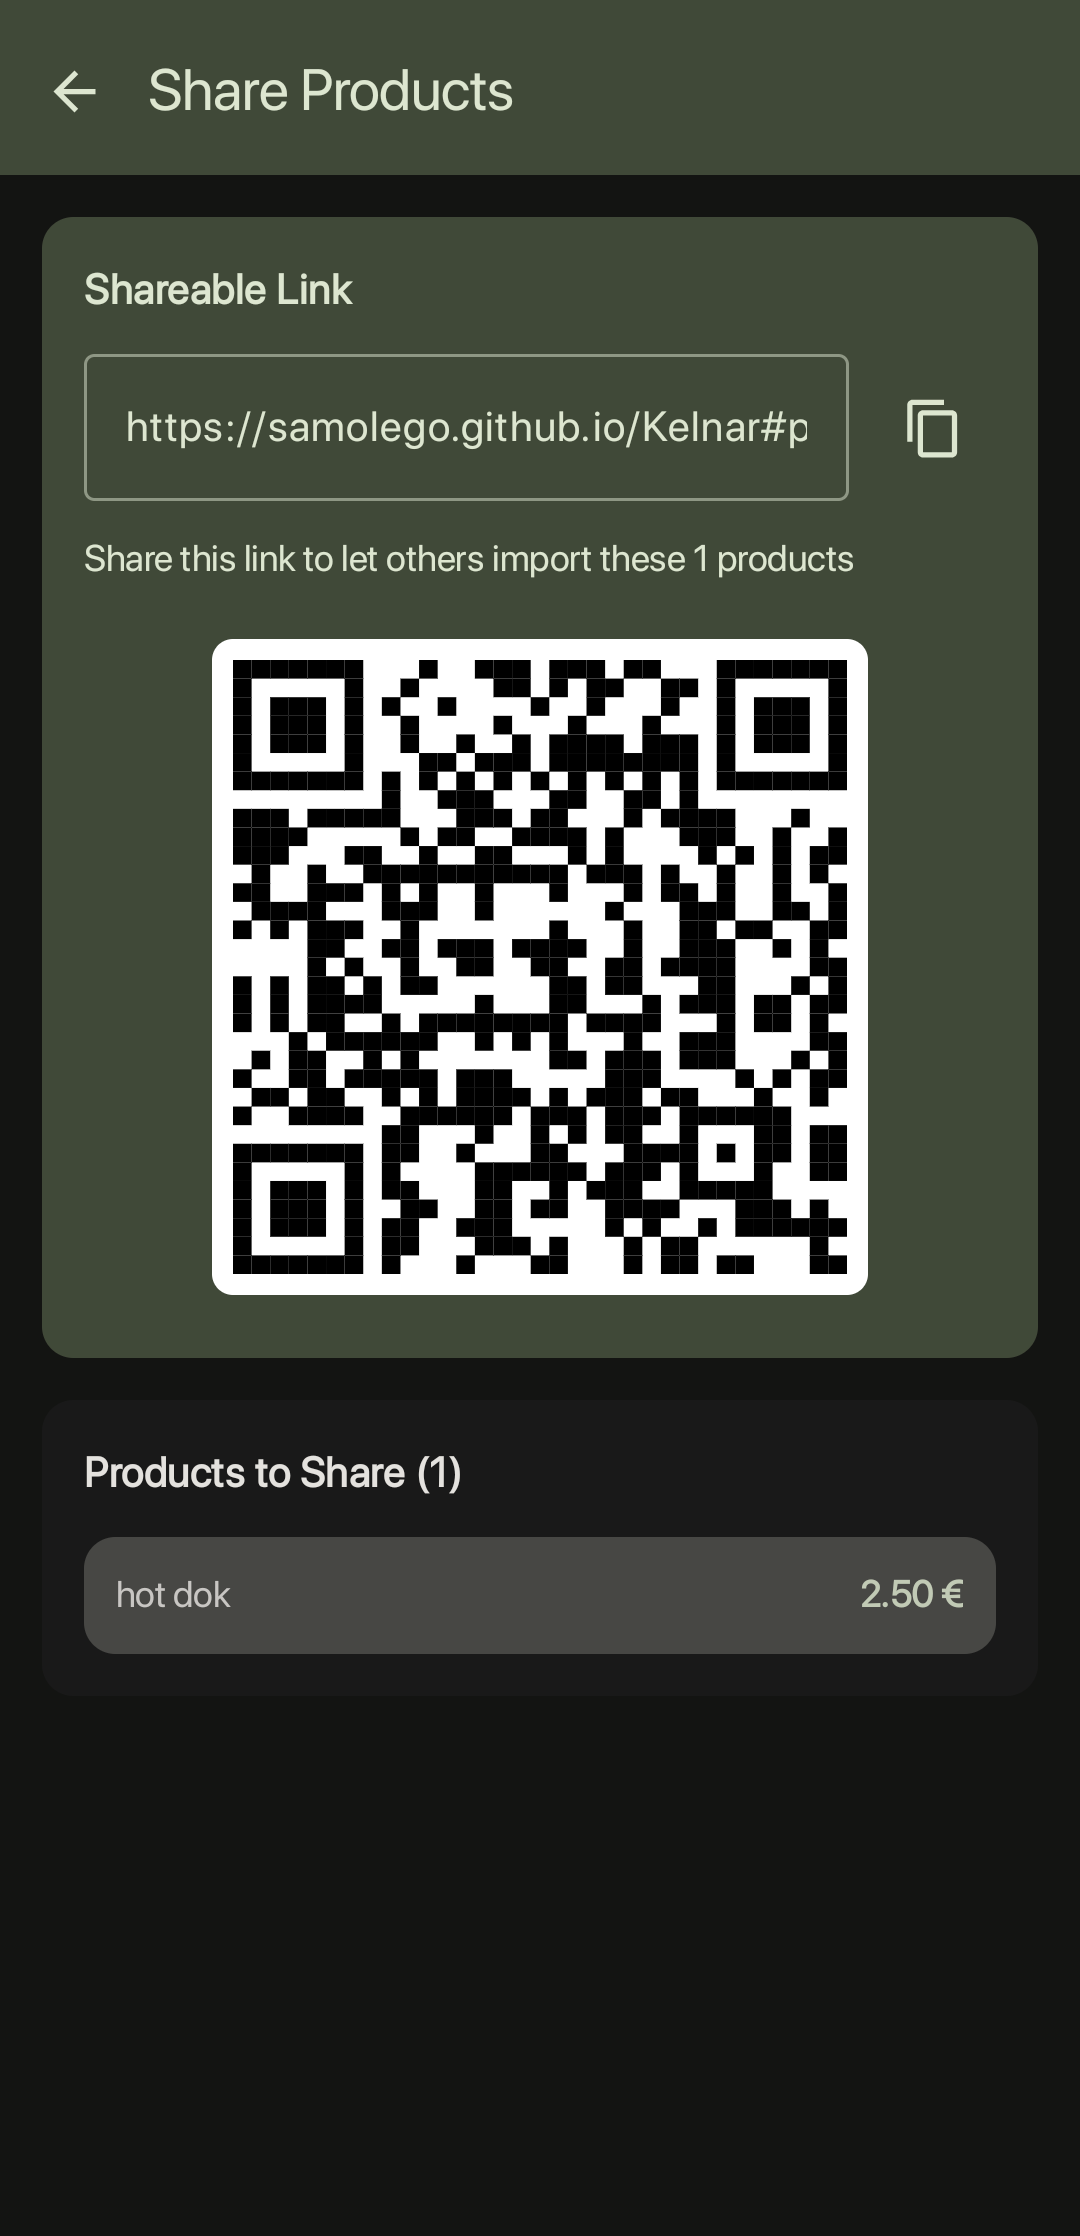 Share Products
Shareable Link
https://samolego.github.io/Kelnar#p
Share this link to let others import these 1 products
Products to Share (1)
hot dok 2.50 €